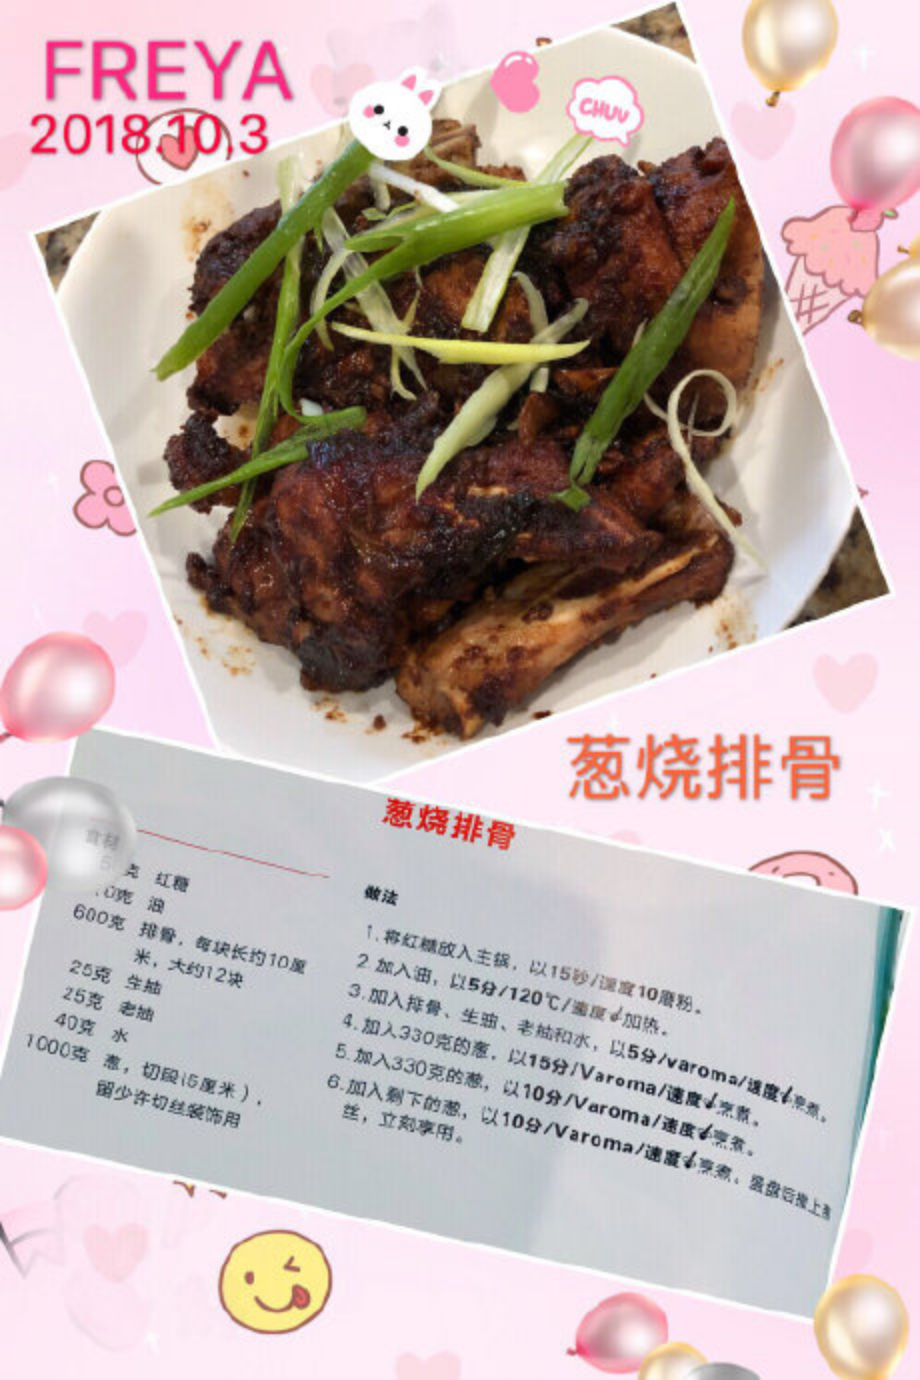 FREYA
2018.10.3
CHUU
葱烧排骨
葱烧排骨
食材
红糖
油
600克 排骨，每块长约10厘
米，大约12块
25克 生抽
25克 老抽
40克 水
1000克 葱，切段（5厘米），
留少许切丝装饰用
做法
1.将红糖放入主锅，以15秒/速度10磨粉。
2.加入油，以5分/120℃/速度 加热。
3.加入排骨、生油、老抽和水，以5分/varoma/速度 烹煮。
4.加入330克的葱，以15分/Varoma/速度 烹煮。
5.加入330克的葱，以10分/Varoma/速度 烹煮。
6.加入剩下的葱，以10分/Varoma/速度 烹煮，盛盘后撒上葱
丝，立刻享用。